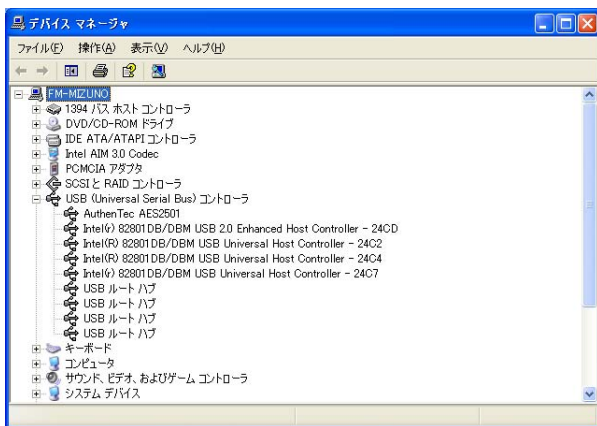 デバイス マネージャ
ファイル(F) 操作(A) 表示(V) ヘルプ(H)
FM-MIZUNO
1394 バス ホスト コントローラ
DVD/CD-ROM ドライブ
IDE ATA/ATAPI コントローラ
Intel AIM 3.0 Codec
PCMCIA アダプタ
SCSI と RAID コントローラ
USB (Universal Serial Bus) コントローラ
AuthenTec AES2501
Intel(r) 82801DB/DBM USB 2.0 Enhanced Host Controller - 24CD
Intel(R) 82801DB/DBM USB Universal Host Controller - 24C2
Intel(R) 82801DB/DBM USB Universal Host Controller - 24C4
Intel(r) 82801DB/DBM USB Universal Host Controller - 24C7
USB ルート ハブ
USB ルート ハブ
USB ルート ハブ
USB ルート ハブ
キーボード
コンピュータ
サウンド、ビデオ、およびゲーム コントローラ
システム デバイス